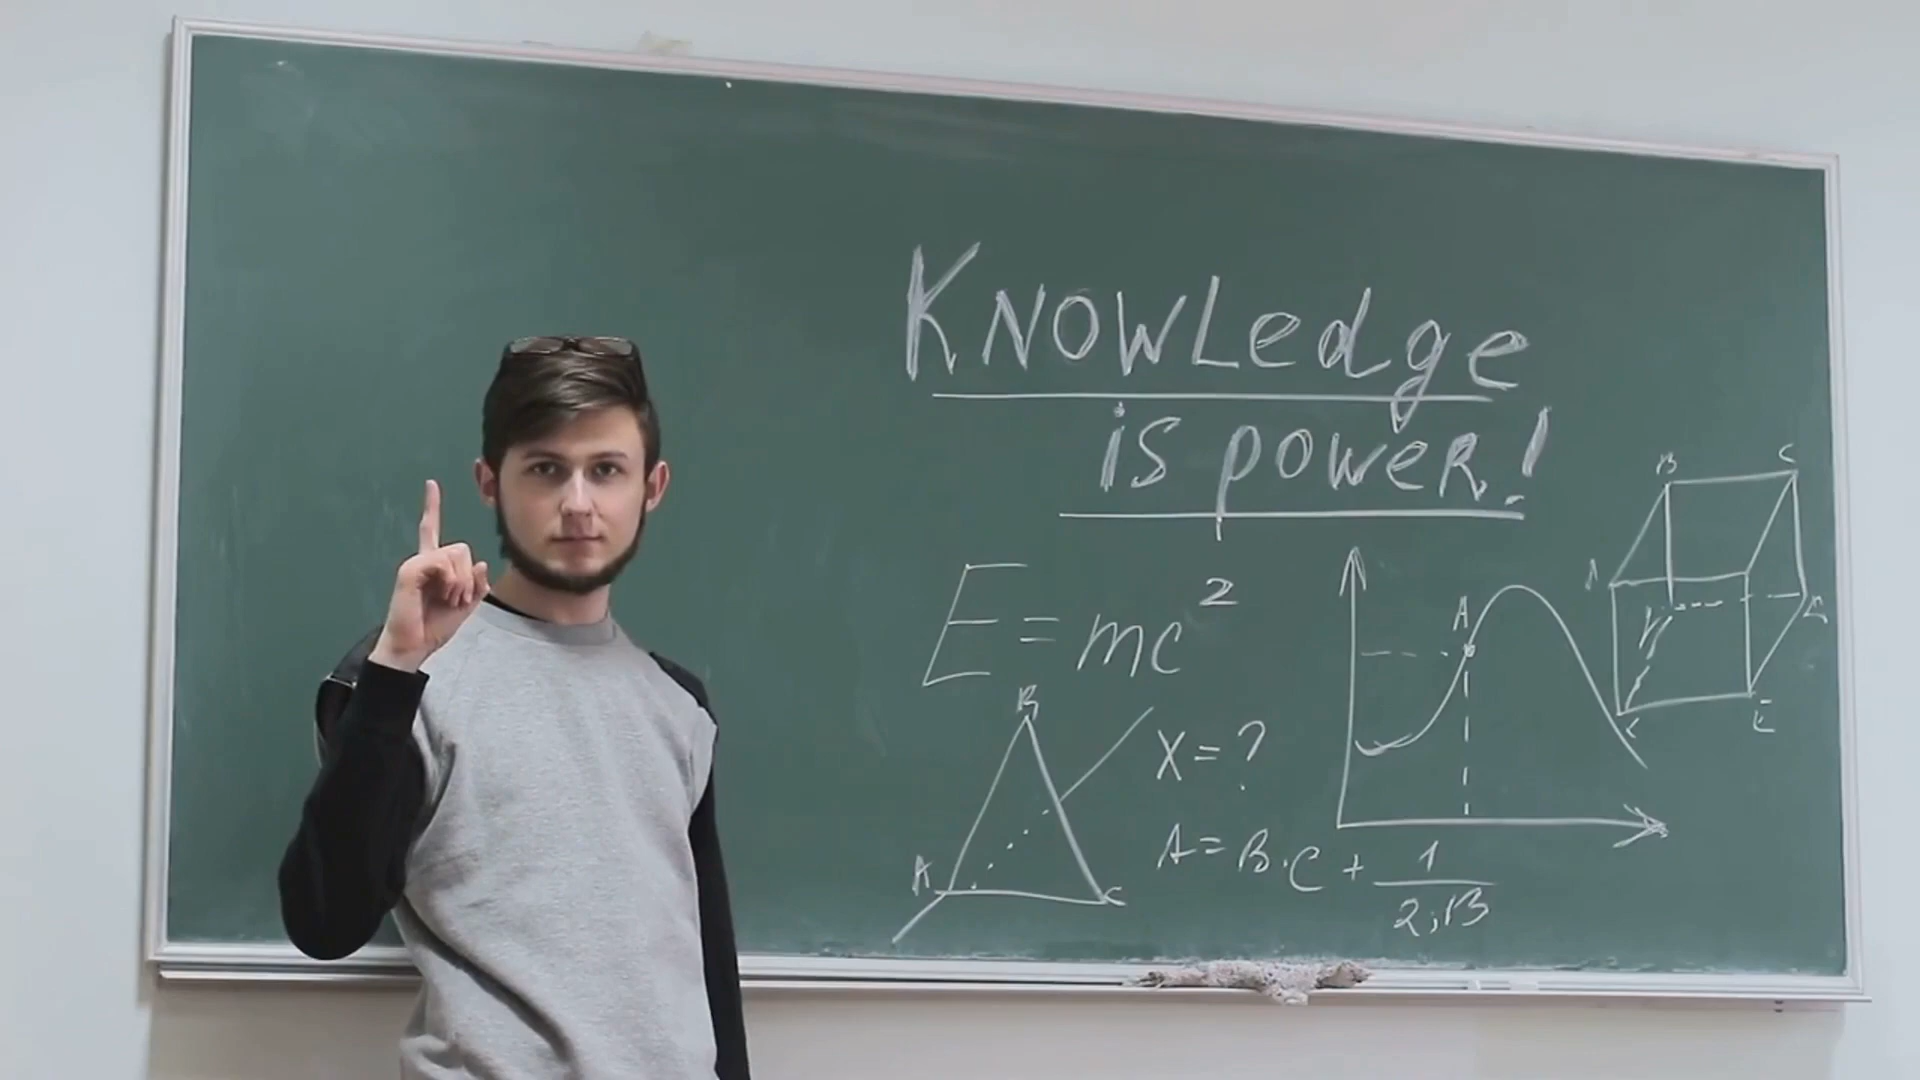 Knowledge
is power!
E = mc²
B
A
C
X = ?
A = B . C + 1
2,13
A
B
C
A
E